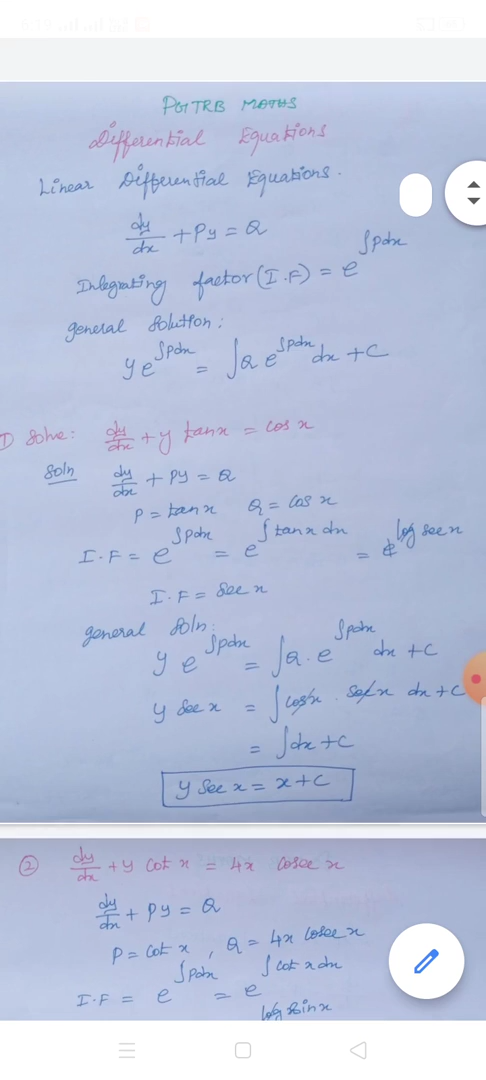 PG TRB MATHS
Differential Equations
Linear Differential Equations.
dy/dx + Py = Q
Integrating factor (I.F) = e^∫pdx
general solution:
y e^∫pdx = ∫Q e^∫pdx dx + C
1) Solve: dy/dx + y tan x = cos x
Soln dy/dx + Py = Q
P = tan x Q = cos x
I.F = e^∫pdx = e^∫tan x dx = e^log sec x
I.F = sec x
general Soln:
y e^∫pdx = ∫Q . e^∫pdx dx + C
y sec x = ∫cos x . sec x dx + C
= ∫dx + C
y sec x = x + C
② dy/dx + y cot x = 4x cosec x
dy/dx + Py = Q
P = cot x , Q = 4x cosec x
I.F = e^∫pdx = e^∫cot x dx
log sin x